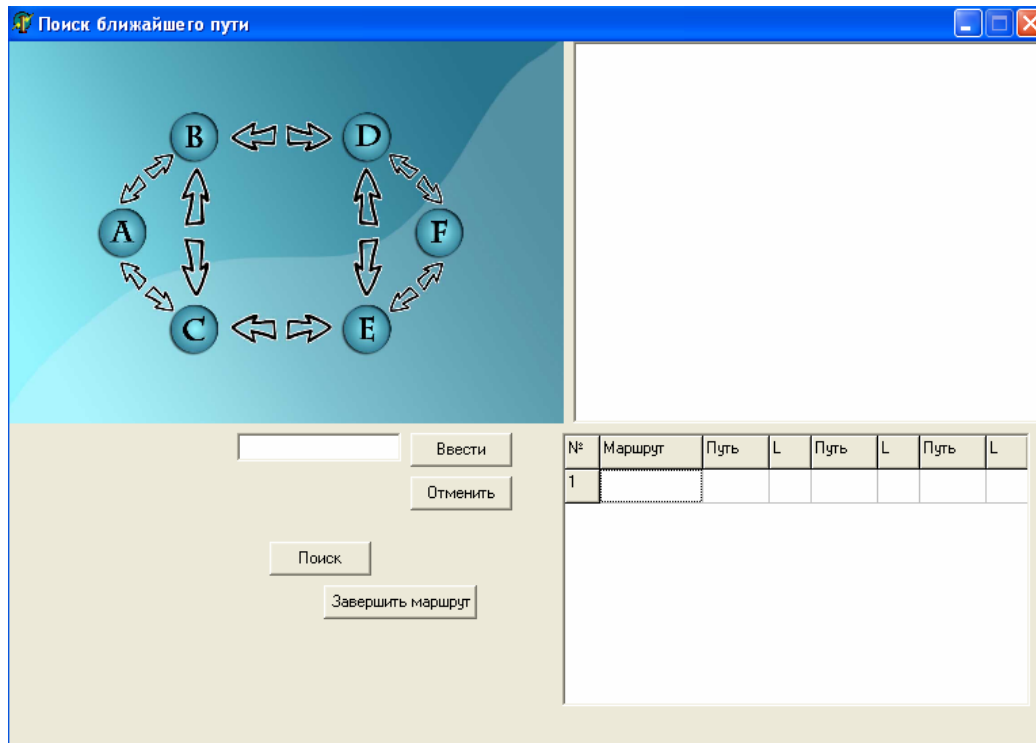 Поиск ближайшего пути
B D
A F
C E
Ввести
Отменить
Поиск
Завершить маршрут
№ Маршрут Путь L Путь L Путь L
1